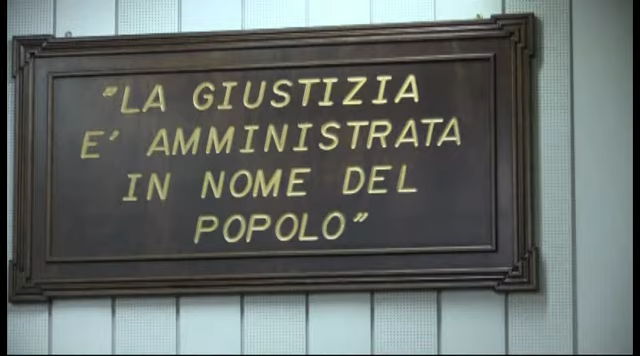 "LA GIUSTIZIA
E' AMMINISTRATA
IN NOME DEL
POPOLO"